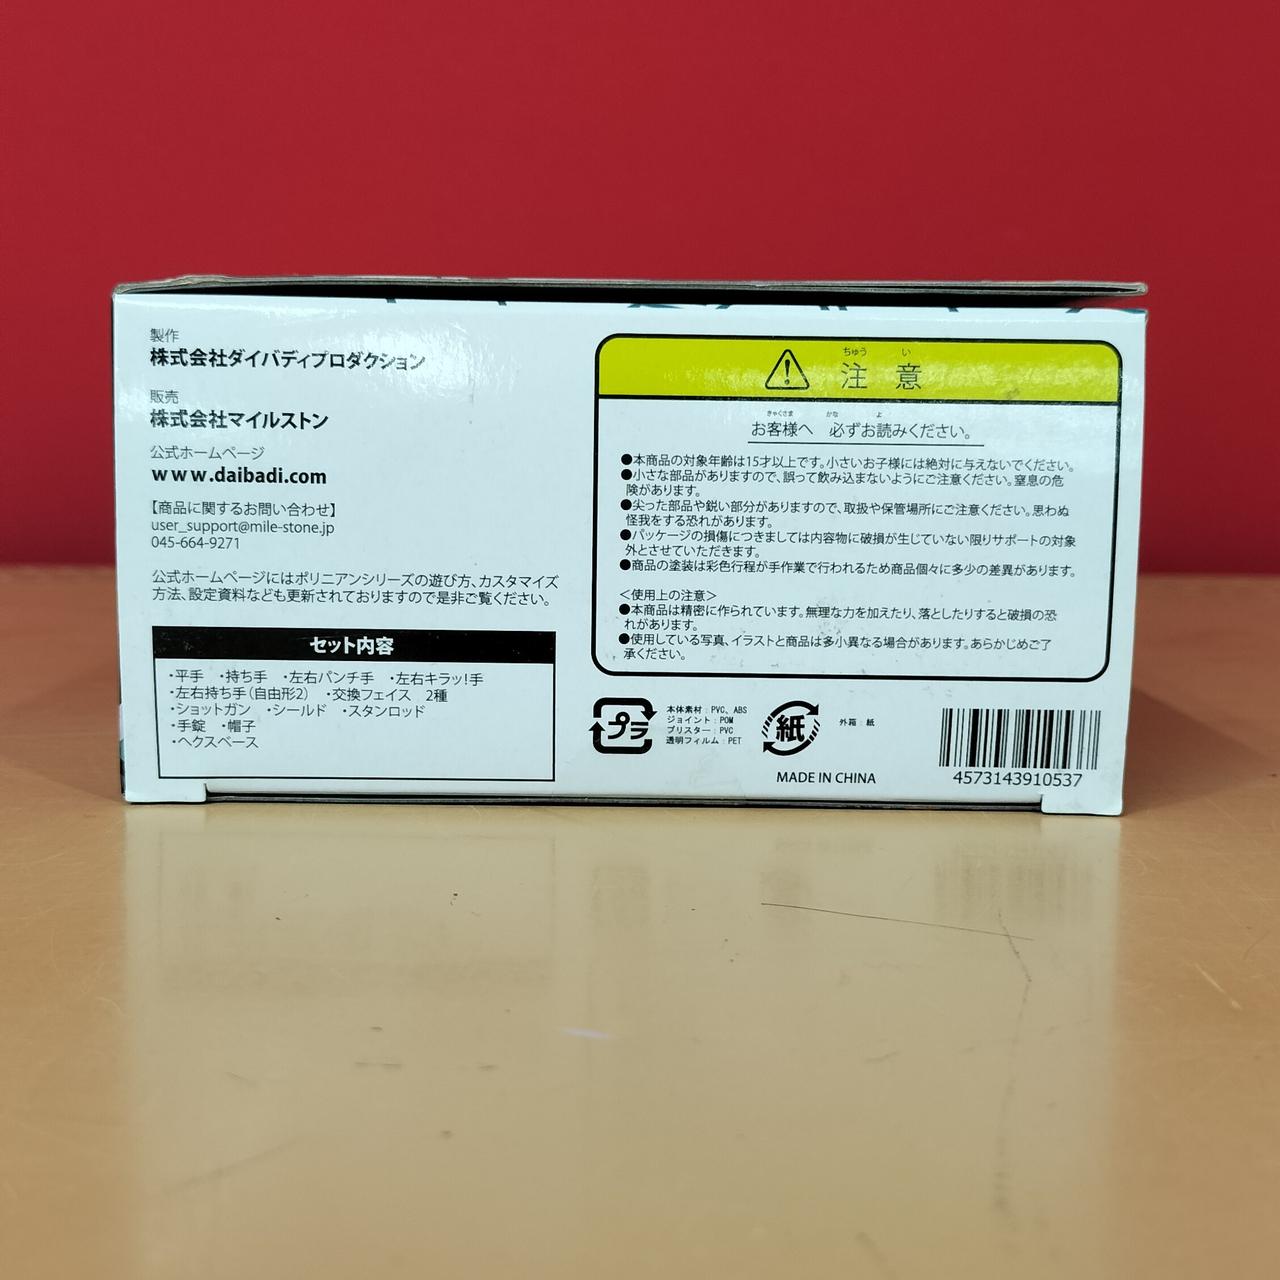 製作
株式会社ダイバディプロダクション
販売
株式会社マイルストン
公式ホームページ
www.daibadi.com
【商品に関するお問い合わせ】
user_support@mile-stone.jp
045-664-9271
公式ホームページにはポリニアンシリーズの遊び方、カスタマイズ
方法、設定資料なども更新されておりますので是非ご覧ください。
セット内容
・平手 ・持ち手 ・左右パンチ手 ・左右キラッ!手
・左右持ち手(自由形2) ・交換フェイス 2種
・ショットガン ・シールド ・スタンロッド
・手錠 ・帽子
・ヘクスベース
ちゅう い
注 意
きゃくさま かな よ
お客様へ 必ずお読みください。
●本商品の対象年齢は15才以上です。小さいお子様には絶対に与えないでください。
●小さな部品がありますので、誤って飲み込まないようにご注意ください。窒息の危
険があります。
●尖った部品や鋭い部分がありますので、取扱や保管場所にご注意ください。思わぬ
怪我をする恐れがあります。
●パッケージの損傷につきましては内容物に破損が生じていない限りサポートの対象
外とさせていただきます。
●商品の塗装は彩色行程が手作業で行われるため商品個々に多少の差異があります。
＜使用上の注意＞
●本商品は精密に作られています。無理な力を加えたり、落としたりすると破損の恐
れがあります。
●使用している写真、イラストと商品は多小異なる場合があります。あらかじめご了
承ください。
プラ
本体素材：PVC、ABS
ジョイント：POM
ブリスター：PVC
透明フィルム：PET
紙
外箱：紙
MADE IN CHINA
4573143910537